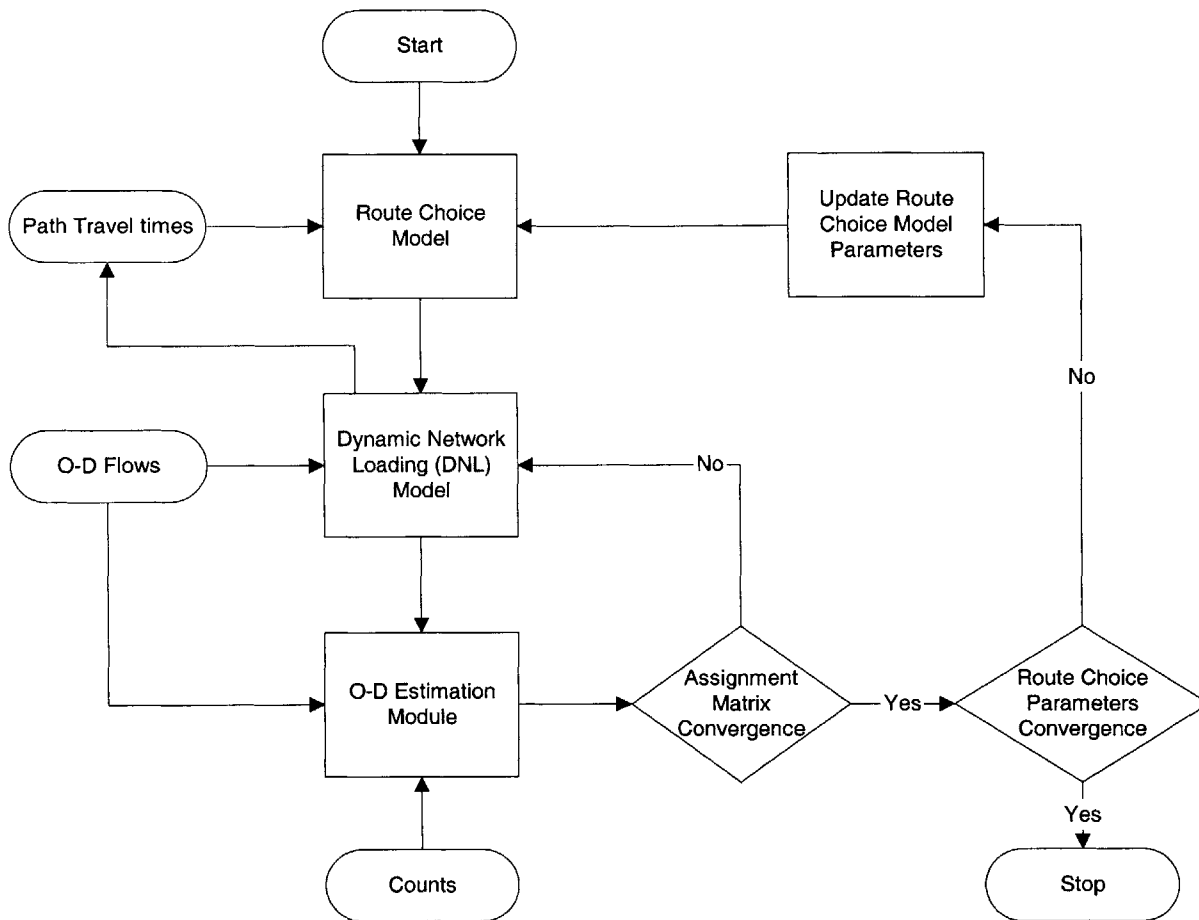 Start
Route Choice
Model
Update Route
Choice Model
Parameters
Path Travel times
No
Dynamic Network
Loading (DNL)
Model
O-D Flows
No
O-D Estimation
Module
Assignment
Matrix
Convergence
Yes
Route Choice
Parameters
Convergence
Yes
Counts
Stop